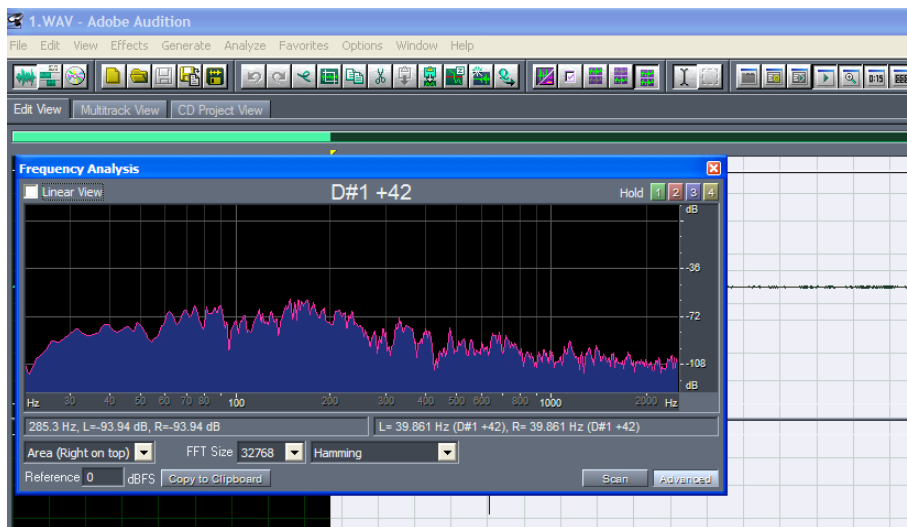 1.WAV - Adobe Audition
File Edit View Effects Generate Analyze Favorites Options Window Help
0:15
Edit View Multitrack View CD Project View
Frequency Analysis
Linear View D#1 +42 Hold 1 2 3 4
dB
-36
-72
-108
dB
Hz 30 40 50 60 70 80 100 200 300 400 500 600 800 1000 2000 Hz
285.3 Hz, L=-93.94 dB, R=-93.94 dB L= 39.861 Hz (D#1 +42), R= 39.861 Hz (D#1 +42)
Area (Right on top) FFT Size 32768 Hamming
Reference 0 dBFS Copy to Clipboard Scan Advanced